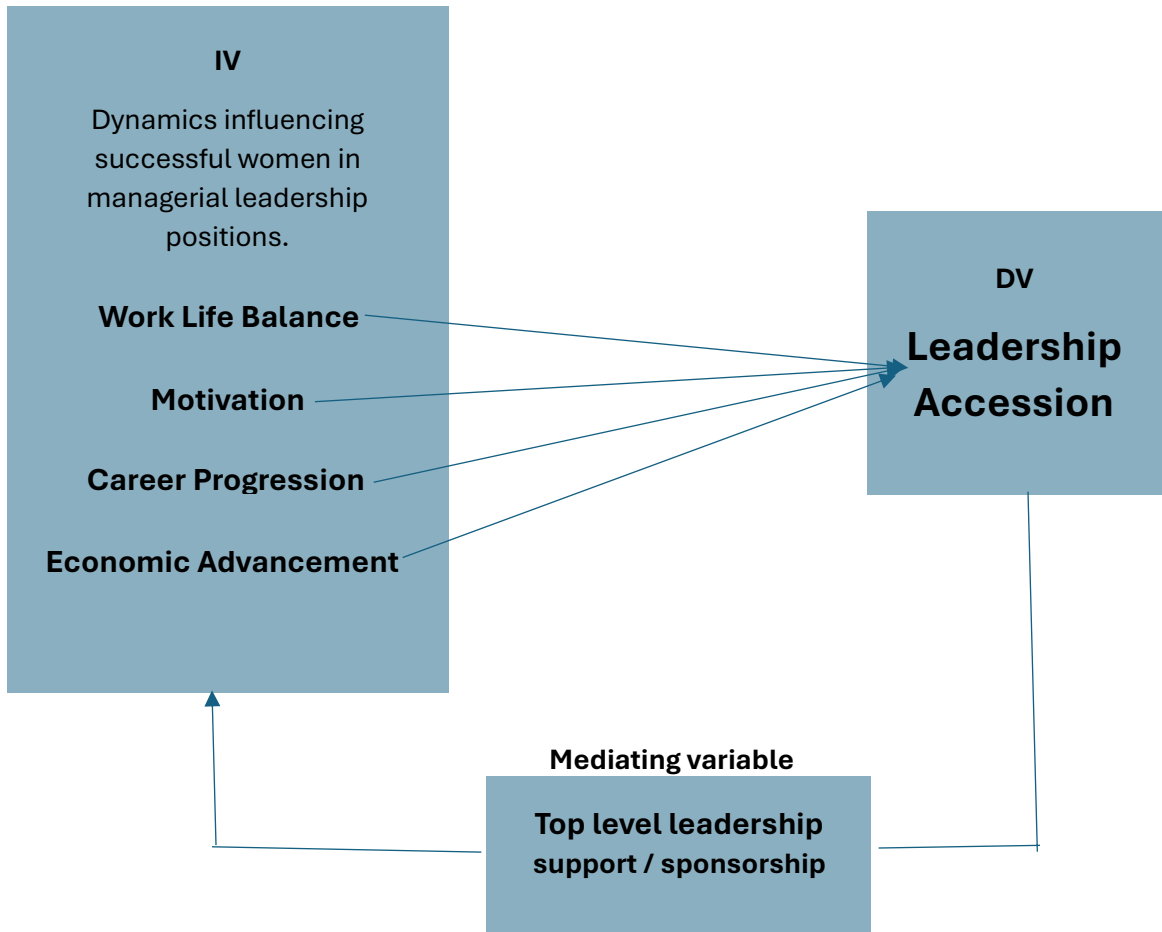 IV
Dynamics influencing
successful women in
managerial leadership
positions.
Work Life Balance
Motivation
Career Progression
Economic Advancement
DV
Leadership
Accession
Mediating variable
Top level leadership
support / sponsorship